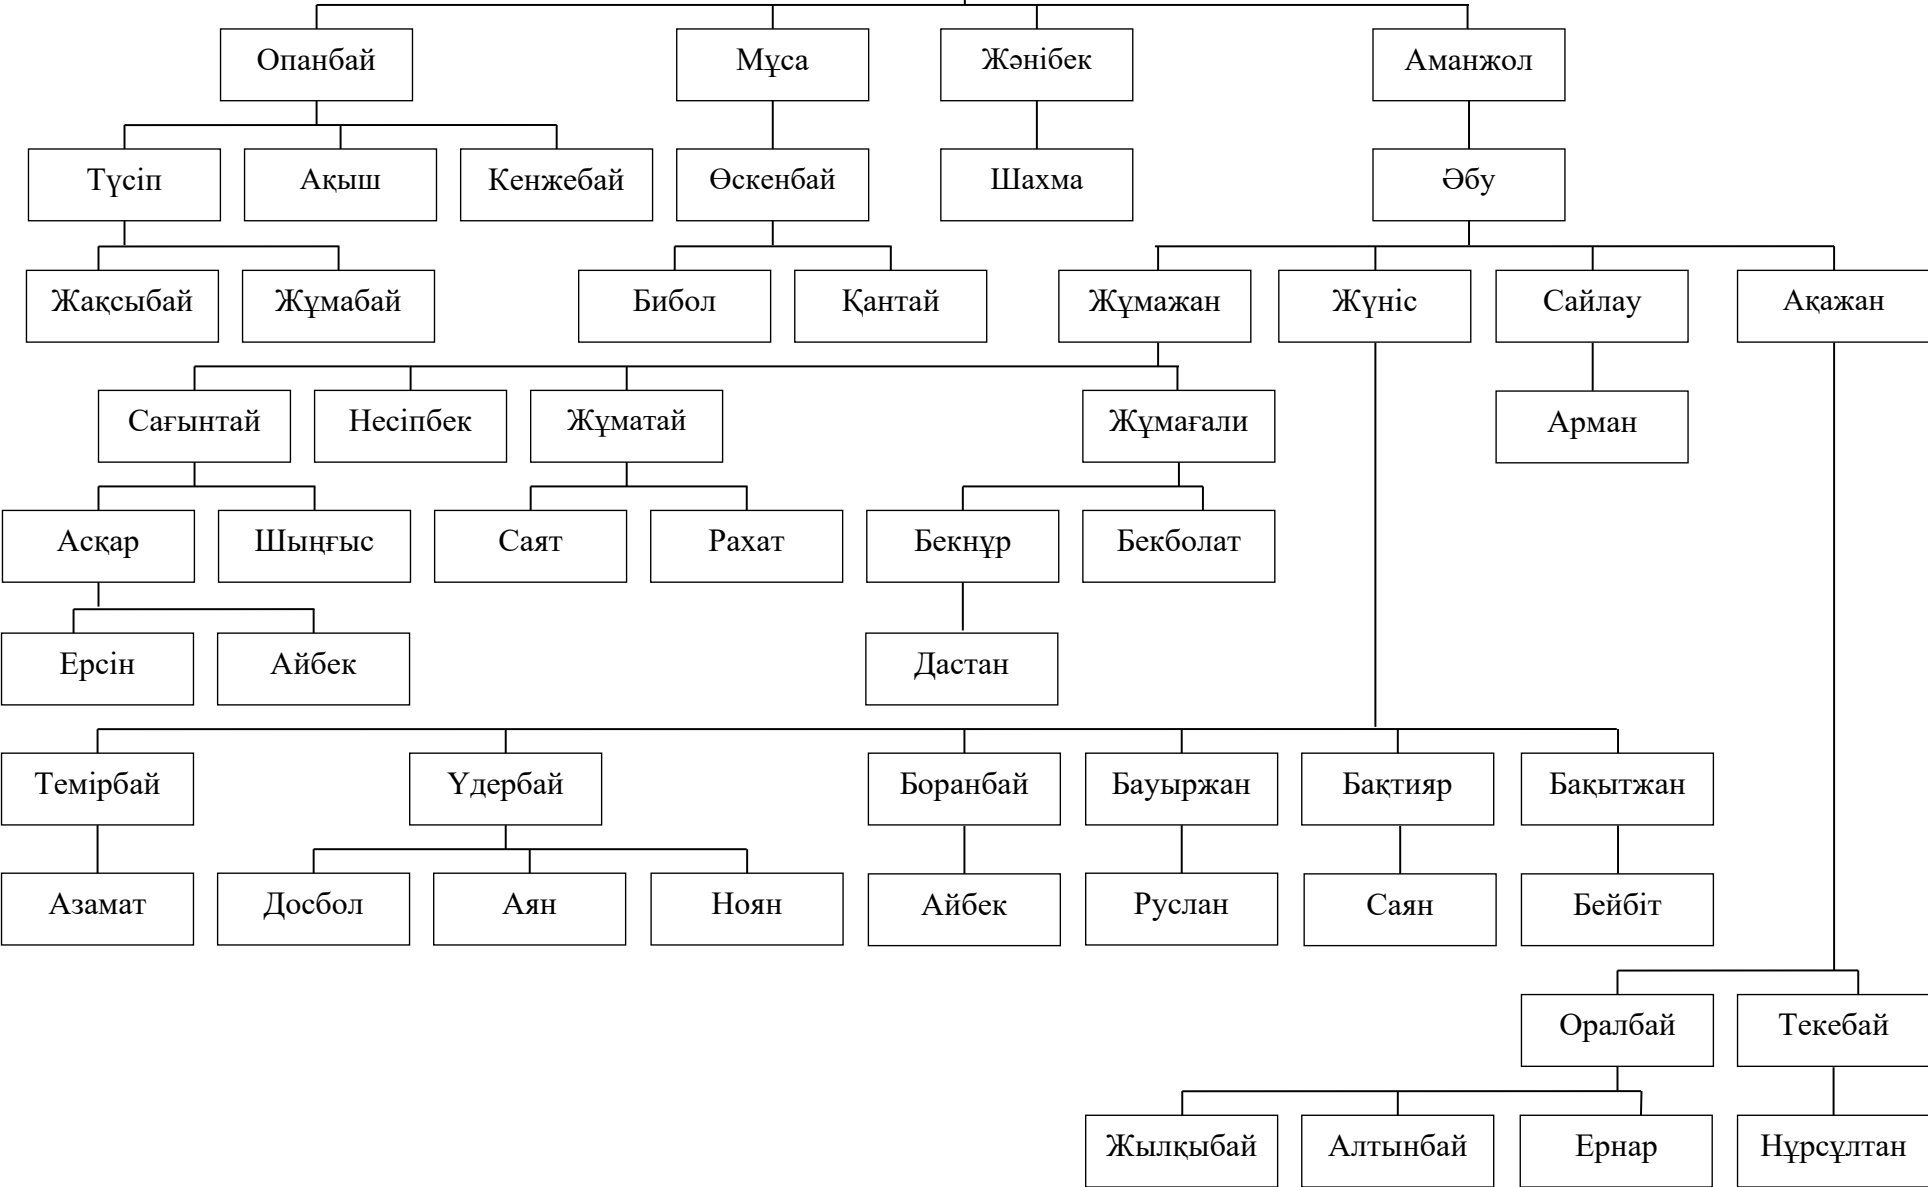 Опанбай
Мұса
Жәнібек
Аманжол
Түсіп
Ақыш
Кенжебай
Өскенбай
Шахма
Әбу
Жақсыбай
Жұмабай
Бибол
Қантай
Жұмажан
Жүніс
Сайлау
Ақажан
Сағынтай
Несіпбек
Жұматай
Жұмағали
Арман
Асқар
Шыңғыс
Саят
Рахат
Бекнұр
Бекболат
Ерсін
Айбек
Дастан
Темірбай
Үдербай
Боранбай
Бауыржан
Бақтияр
Бақытжан
Азамат
Досбол
Аян
Ноян
Айбек
Руслан
Саян
Бейбіт
Оралбай
Текебай
Жылқыбай
Алтынбай
Ернар
Нұрсұлтан